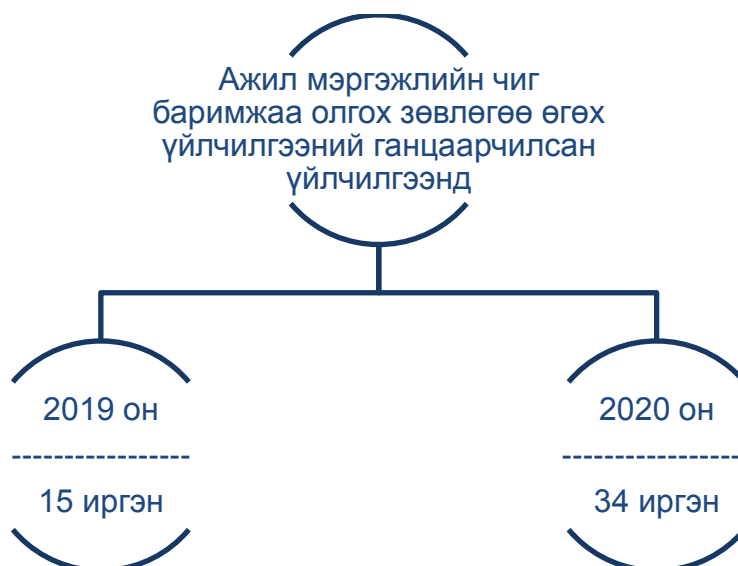 Ажил мэргэжлийн чиг
баримжаа олгох зөвлөгөө өгөх
үйлчилгээний ганцаарчилсан
үйлчилгээнд
2019 он
-----------------
15 иргэн
2020 он
-----------------
34 иргэн